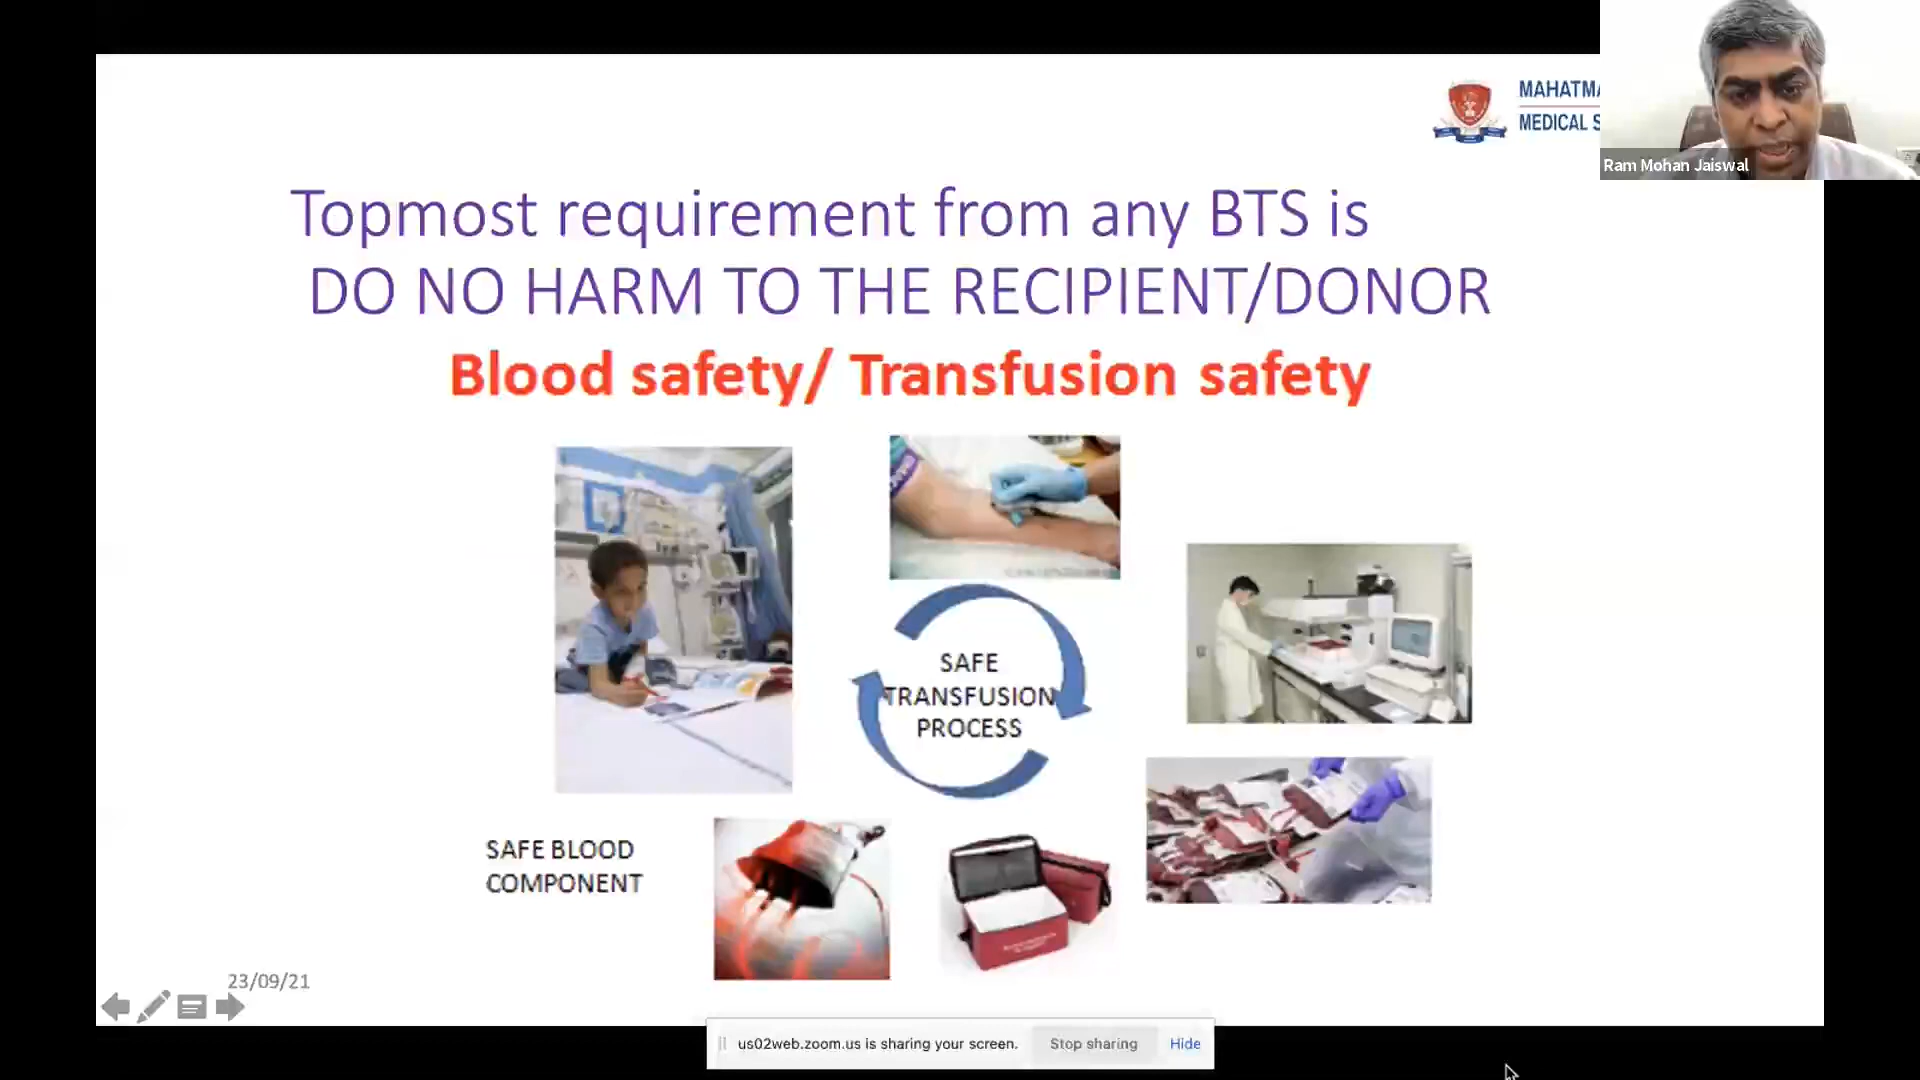 MAHATMA
MEDICAL S
Ram Mohan Jaiswal
Topmost requirement from any BTS is
DO NO HARM TO THE RECIPIENT/DONOR
Blood safety/ Transfusion safety
SAFE
TRANSFUSION
PROCESS
SAFE BLOOD
COMPONENT
23/09/21
us02web.zoom.us is sharing your screen.
Stop sharing
Hide